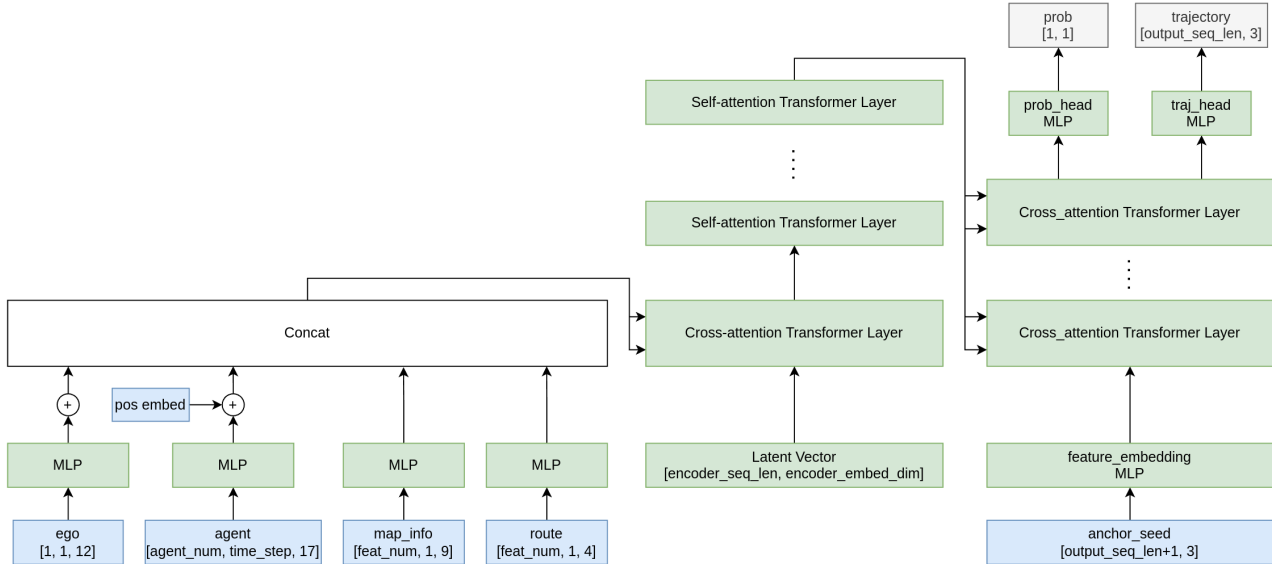 prob
[1, 1]
trajectory
[output_seq_len, 3]
Self-attention Transformer Layer
prob_head
MLP
traj_head
MLP
Self-attention Transformer Layer
Cross_attention Transformer Layer
Concat
Cross-attention Transformer Layer
Cross_attention Transformer Layer
+
pos embed
+
MLP
MLP
MLP
MLP
Latent Vector
[encoder_seq_len, encoder_embed_dim]
feature_embedding
MLP
ego
[1, 1, 12]
agent
[agent_num, time_step, 17]
map_info
[feat_num, 1, 9]
route
[feat_num, 1, 4]
anchor_seed
[output_seq_len+1, 3]